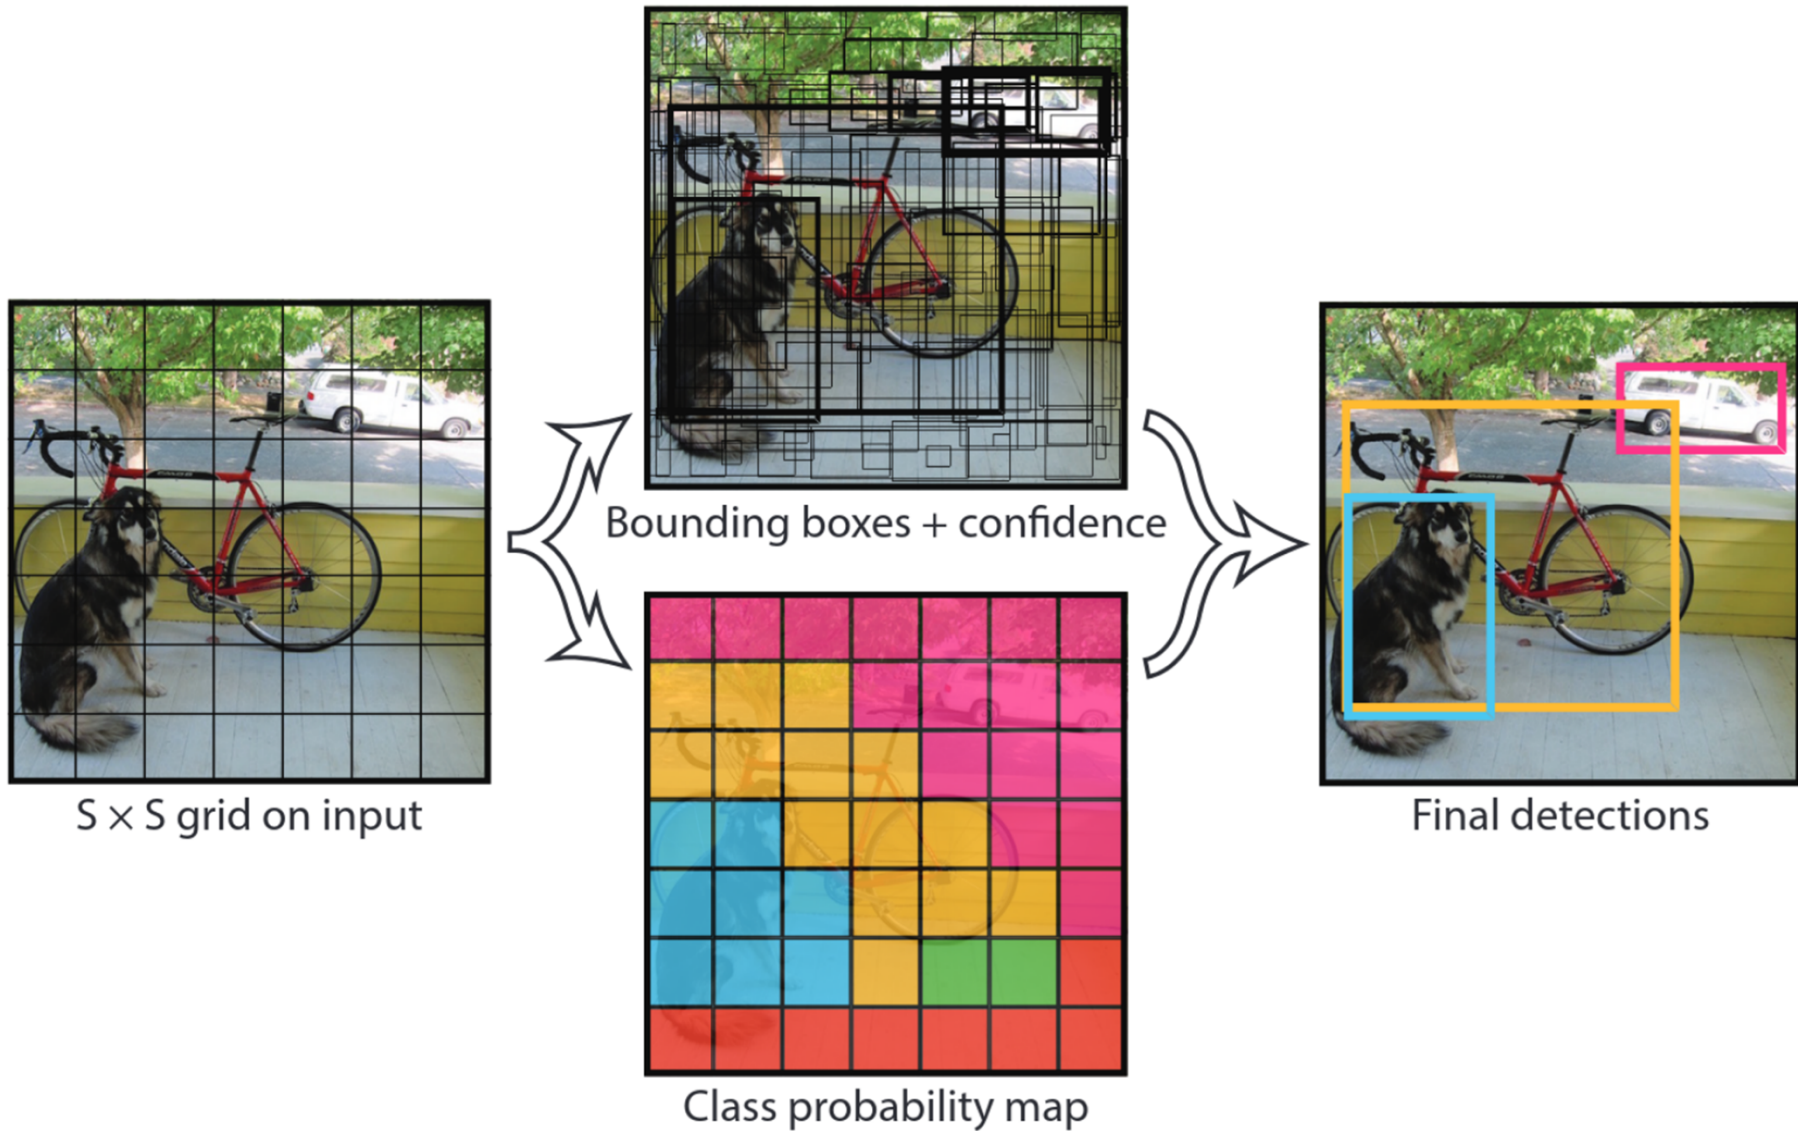 S × S grid on input
Bounding boxes + confidence
Class probability map
Final detections